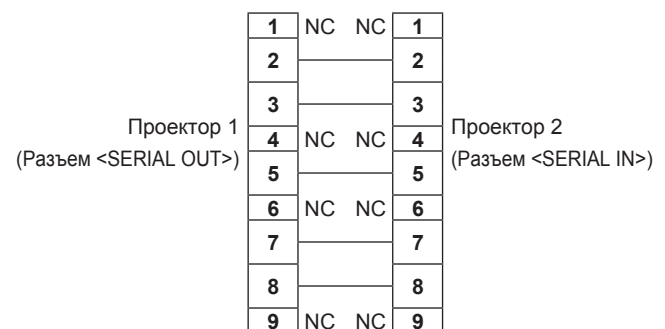 1 NC NC 1
2 2
3 3
Проектор 1
(Разъем <SERIAL OUT>)
4 NC NC 4
Проектор 2
(Разъем <SERIAL IN>)
5 5
6 NC NC 6
7 7
8 8
9 NC NC 9